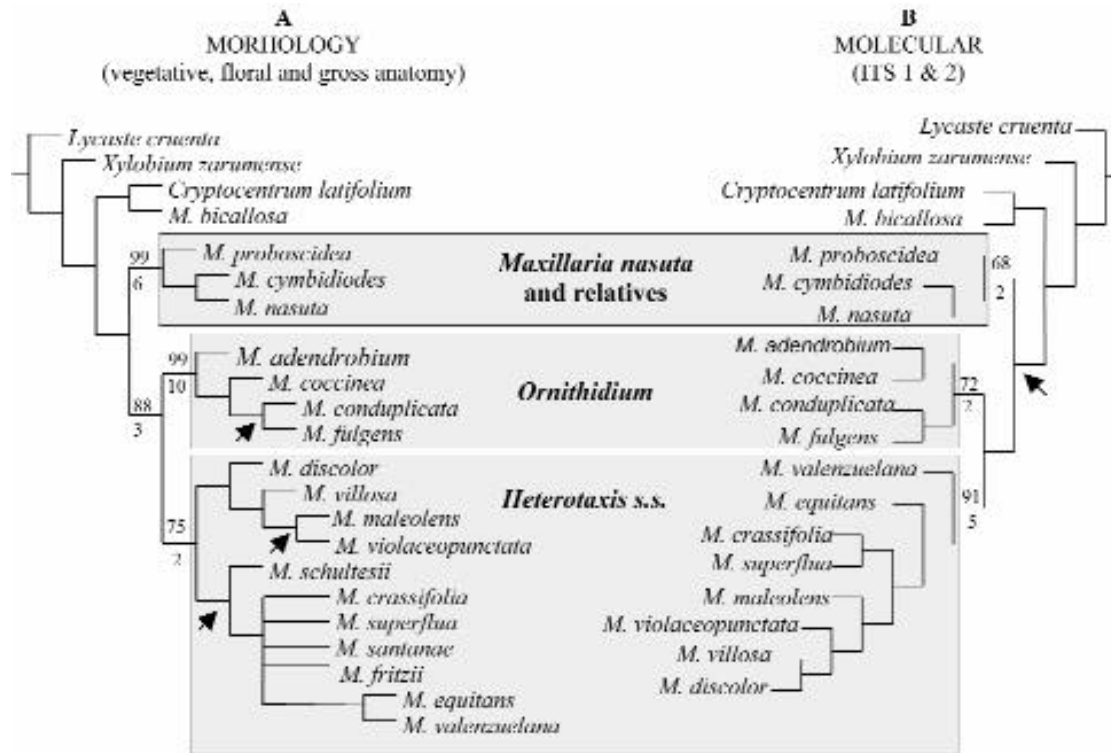 A
MORIIOLOGY
(vegetative, floral and gross anatomy)
Lycaste cruenta
Xylobium zarumense
Cryptocentrum latifolium
M. bicallosa
99
6
M. proboscidea
M. cymbidiodes
M. nasuta
99
10
M. adendrobium
M. coccinea
M. conduplicata
M. fulgens
88
3
M. discolor
M. villosa
M. maleolens
M. violaceopunctata
75
2
M. schultesii
M. crassifolia
M. superflua
M. santanae
M. fritzii
M. equitans
M. valenzuelana
Maxillaria nasuta
and relatives
Ornithidium
Heterotaxis s.s.
B
MOLECULAR
(ITS 1 & 2)
Lycaste cruenta
Xylobium zarumense
Cryptocentrum latifolium
M. bicallosa
M. proboscidea
M. cymbidiodes
M. nasuta
68
2
M. adendrobium
M. coccinea
M. conduplicata
M. fulgens
72
2
M. valenzuelana
M. equitans
M. crassifolia
M. superflua
M. maleolens
M. violaceopunctata
M. villosa
M. discolor
91
5